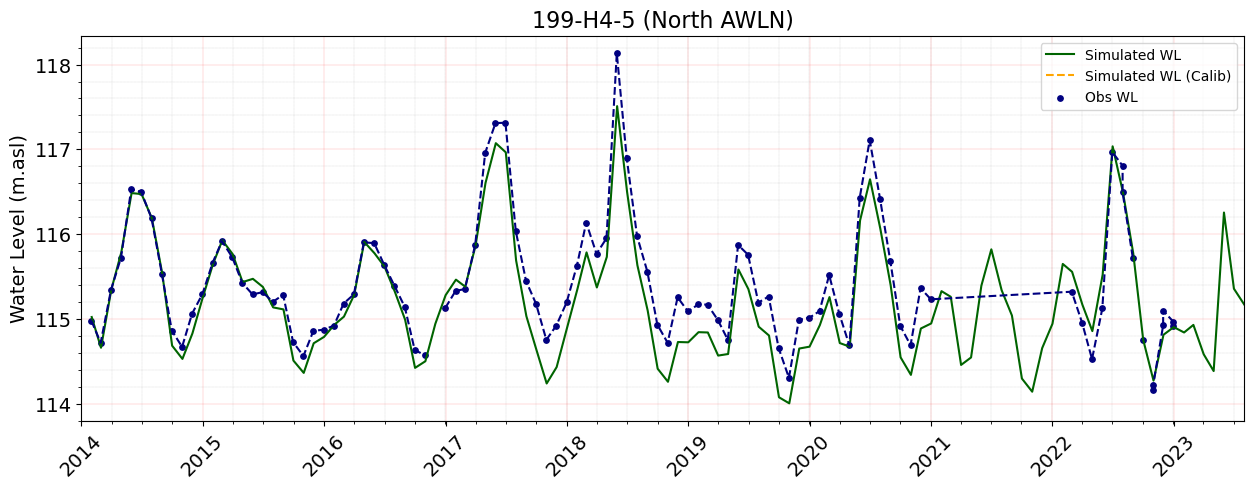 199-H4-5 (North AWLN)
Water Level (m.asl)
118
117
116
115
114
Simulated WL
Simulated WL (Calib)
Obs WL
2014 2015 2016 2017 2018 2019 2020 2021 2022 2023